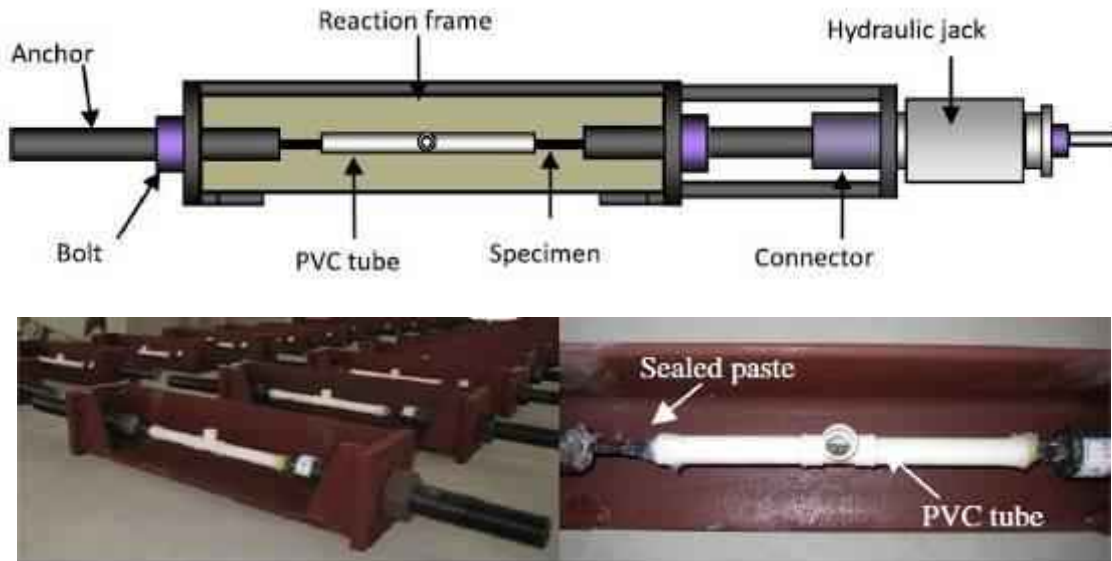 Reaction frame
Hydraulic jack
Anchor
Bolt
PVC tube
Specimen
Connector
Sealed paste
PVC tube